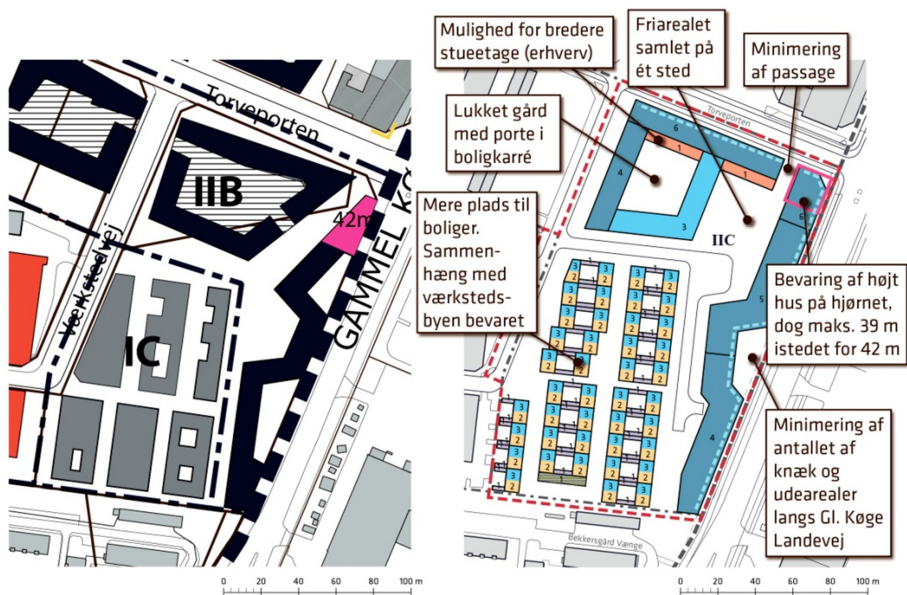 Torveporten
IIB
42m
GAMMEL K
Værkstedvej
IC
0 20 40 60 80 100 m
Mulighed for bredere
stueetage (erhverv)
Friarealet
samlet på
ét sted
Minimering
af passage
Lukket gård
med porte i
boligkarré
Mere plads til
boliger.
Sammen-
hæng med
værksteds-
byen bevaret
Torveporten
6
1
1
4
3
6
IIC
5
4
Bevaring af højt
hus på hjørnet,
dog maks. 39 m
istedet for 42 m
Minimering af
antallet af
knæk og
udearealer
langs Gl. Køge
Landevej
Bekkersgård Vænge
0 20 40 60 80 100 m